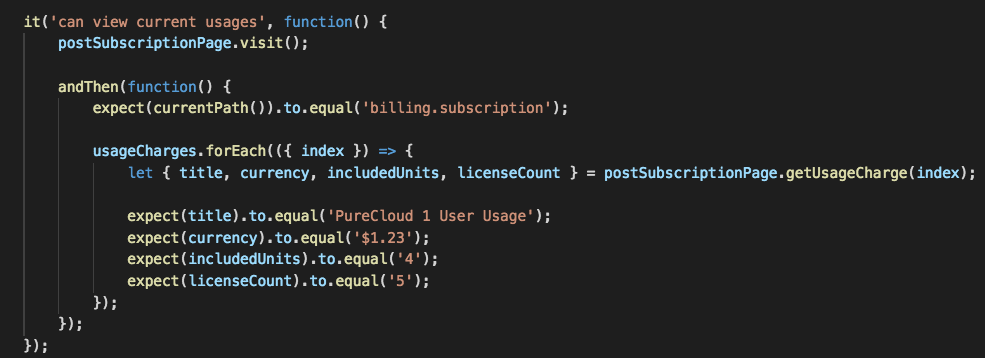 it('can view current usages', function() {
postSubscriptionPage.visit();
andThen(function() {
expect(currentPath()).to.equal('billing.subscription');
usageCharges.forEach(({ index }) => {
let { title, currency, includedUnits, licenseCount } = postSubscriptionPage.getUsageCharge(index);
expect(title).to.equal('PureCloud 1 User Usage');
expect(currency).to.equal('$1.23');
expect(includedUnits).to.equal('4');
expect(licenseCount).to.equal('5');
});
});
});